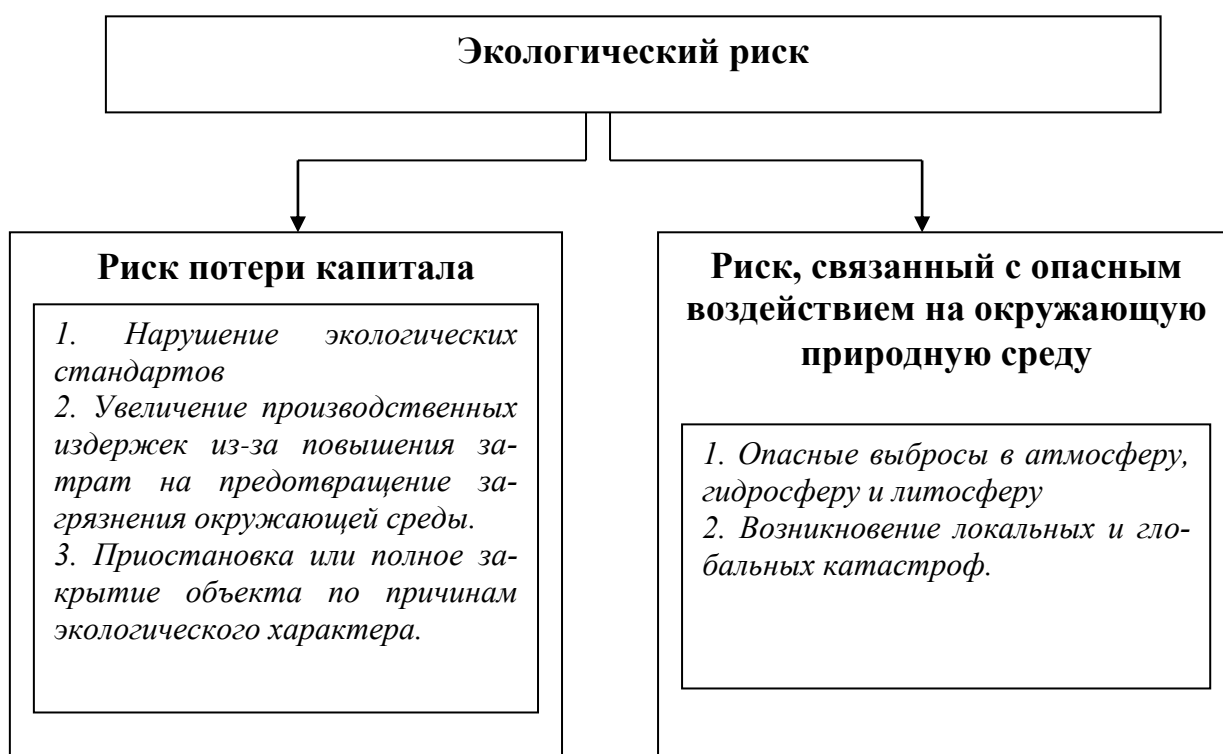 Экологический риск
Риск потери капитала
1. Нарушение экологических
стандартов
2. Увеличение производственных
издержек из-за повышения за-
трат на предотвращение за-
грязнения окружающей среды.
3. Приостановка или полное за-
крытие объекта по причинам
экологического характера.
Риск, связанный с опасным
воздействием на окружающую
природную среду
1. Опасные выбросы в атмосферу,
гидросферу и литосферу
2. Возникновение локальных и гло-
бальных катастроф.